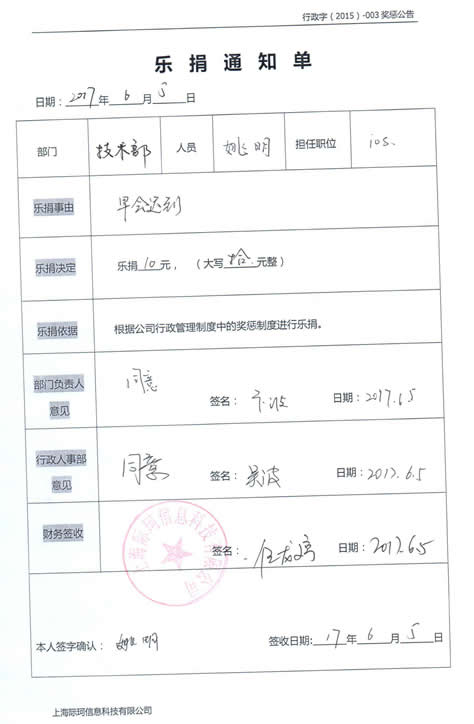 行政字（2015）-003 奖惩公告
乐捐通知单
日期：2017年 6 月 5 日
部门 技术部 人员 姚明 担任职位 ios.
乐捐事由 早会迟到
乐捐决定 乐捐 10 元，（大写 拾 元整）
乐捐依据 根据公司行政管理制度中的奖惩制度进行乐捐。
部门负责人
意见 同意 签名： 日期：2017.6.5
行政人事部
意见 同意 签名：吴波 日期：2017.6.5
财务签收 签名： 日期：2017.6.5
上海际珂信息科技有限公司
本人签字确认：姚明 签收日期：17年 6 月 5 日
上海际珂信息科技有限公司